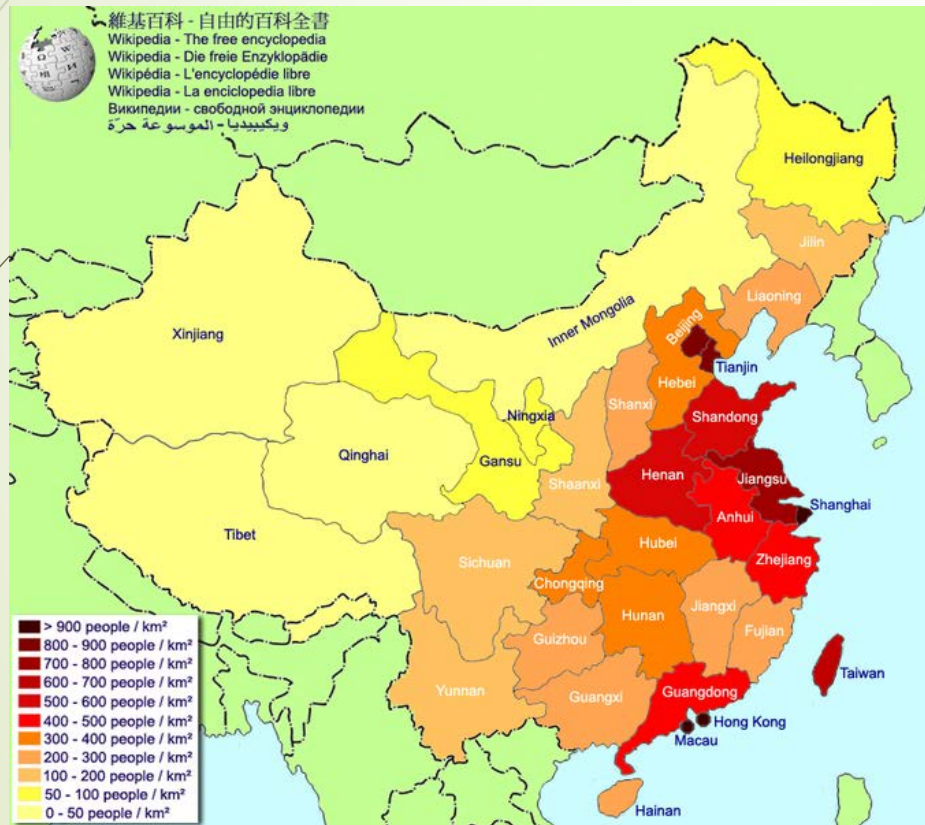 維基百科 - 自由的百科全書
Wikipedia - The free encyclopedia
Wikipedia - Die freie Enzyklopädie
Wikipédia - L'encyclopédie libre
Wikipedia - La enciclopedia libre
Википедии - свободной энциклопедии
ويكيبيديا - الموسوعة حرّة
Heilongjiang
Jilin
Liaoning
Inner Mongolia
Xinjiang
Beijing
Tianjin
Hebei
Shanxi
Shandong
Ningxia
Qinghai
Gansu
Shaanxi
Henan
Jiangsu
Shanghai
Anhui
Tibet
Hubei
Zhejiang
Sichuan
Chongqing
Hunan
Jiangxi
Fujian
Guizhou
Taiwan
Yunnan
Guangxi
Guangdong
Hong Kong
Macau
Hainan
> 900 people / km²
800 - 900 people / km²
700 - 800 people / km²
600 - 700 people / km²
500 - 600 people / km²
400 - 500 people / km²
300 - 400 people / km²
200 - 300 people / km²
100 - 200 people / km²
50 - 100 people / km²
0 - 50 people / km²